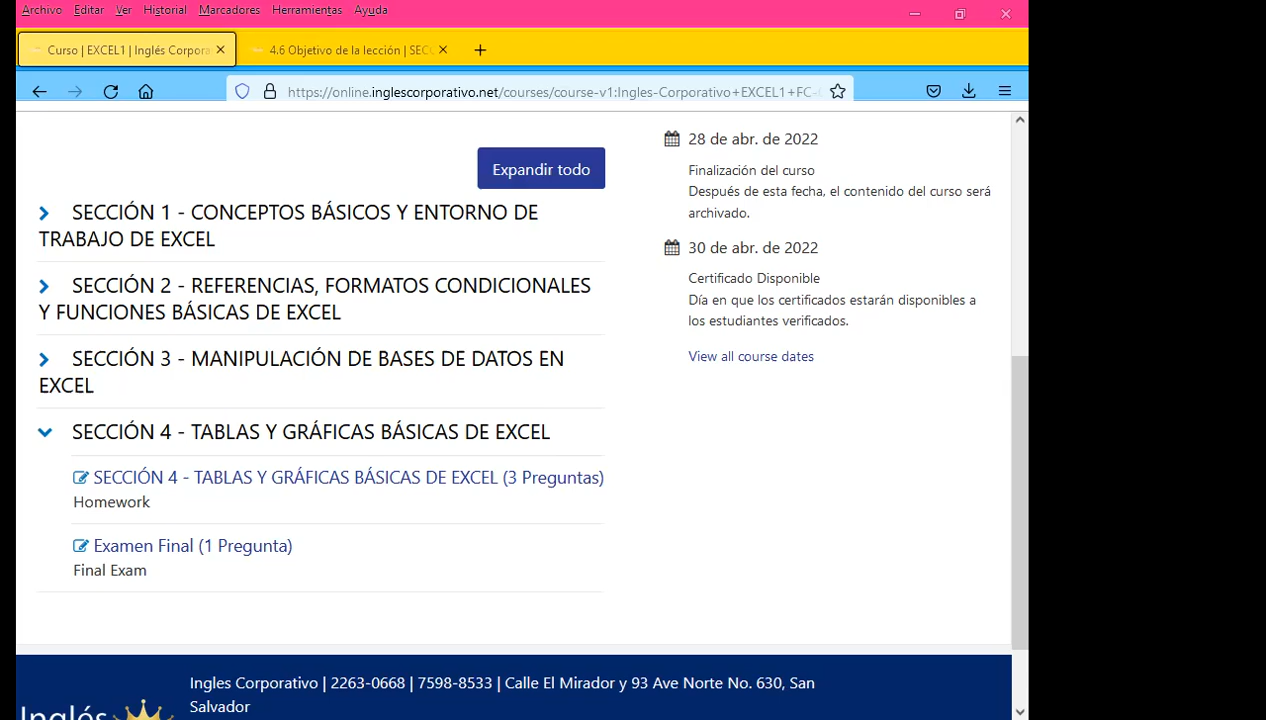 Archivo Editar Ver Historial Marcadores Herramientas Ayuda
Curso | EXCEL1 | Inglés Corpora
4.6 Objetivo de la lección | SEC
https://online.inglescorporativo.net/courses/course-v1:Ingles-Corporativo+EXCEL1+FC-
Expandir todo
SECCIÓN 1 - CONCEPTOS BÁSICOS Y ENTORNO DE
TRABAJO DE EXCEL
SECCIÓN 2 - REFERENCIAS, FORMATOS CONDICIONALES
Y FUNCIONES BÁSICAS DE EXCEL
SECCIÓN 3 - MANIPULACIÓN DE BASES DE DATOS EN
EXCEL
SECCIÓN 4 - TABLAS Y GRÁFICAS BÁSICAS DE EXCEL
SECCIÓN 4 - TABLAS Y GRÁFICAS BÁSICAS DE EXCEL (3 Preguntas)
Homework
Examen Final (1 Pregunta)
Final Exam
28 de abr. de 2022
Finalización del curso
Después de esta fecha, el contenido del curso será
archivado.
30 de abr. de 2022
Certificado Disponible
Día en que los certificados estarán disponibles a
los estudiantes verificados.
View all course dates
Inglés
Ingles Corporativo | 2263-0668 | 7598-8533 | Calle El Mirador y 93 Ave Norte No. 630, San
Salvador